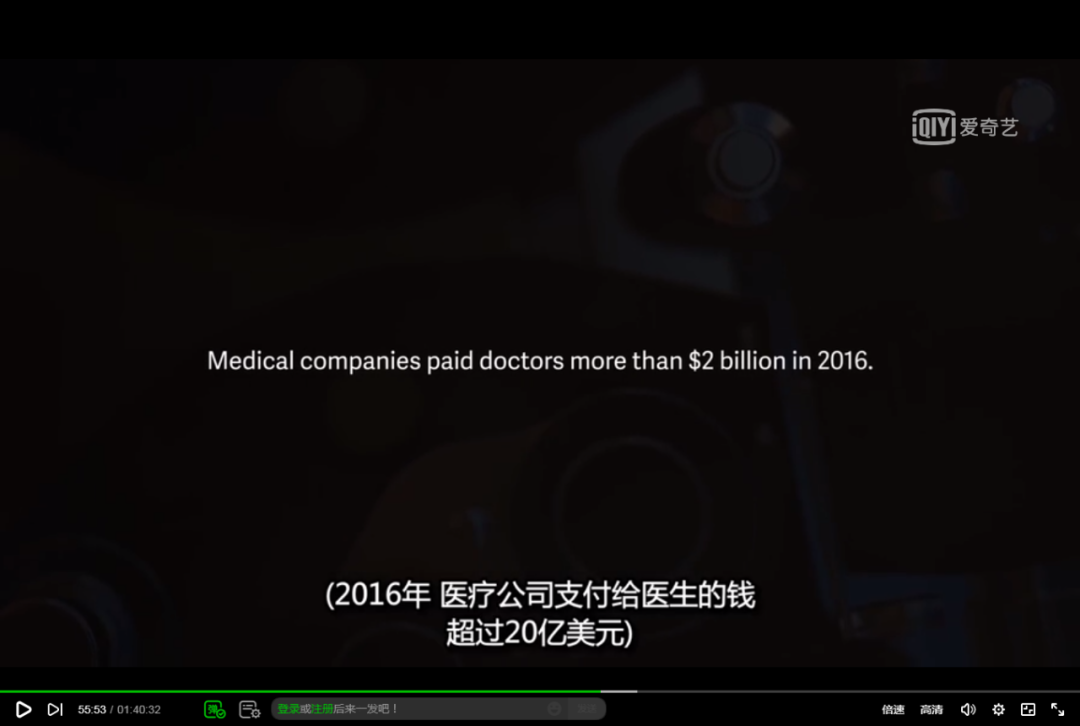 iQIYI 爱奇艺
Medical companies paid doctors more than $2 billion in 2016.
(2016年 医疗公司支付给医生的钱
超过20亿美元)
55:53 / 01:40:32
弹
登录或注册后来一发吧！
发送
倍速
高清